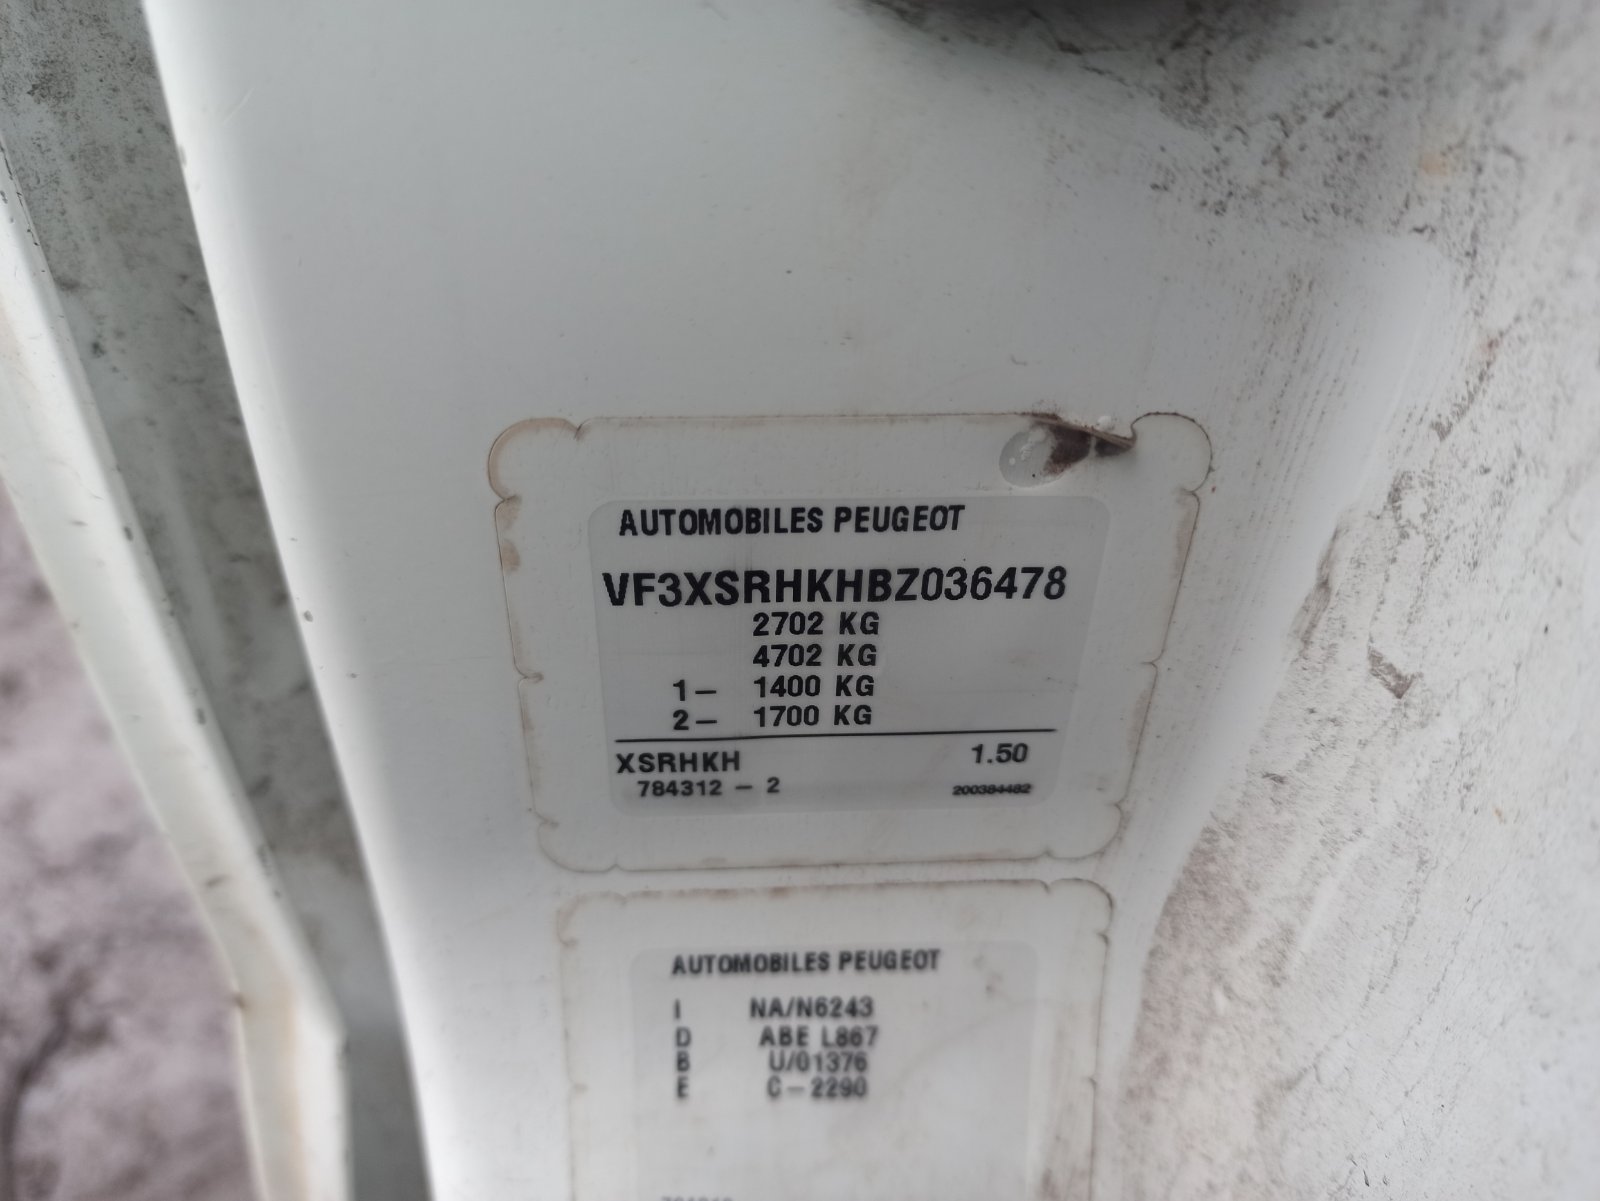 AUTOMOBILES PEUGEOT
VF3XSRHKHBZ036478
2702 KG
4702 KG
1– 1400 KG
2– 1700 KG
XSRHKH 1.50
784312 – 2 200384482
AUTOMOBILES PEUGEOT
I NA/N6243
D ABE L867
B U/01376
E C–2290